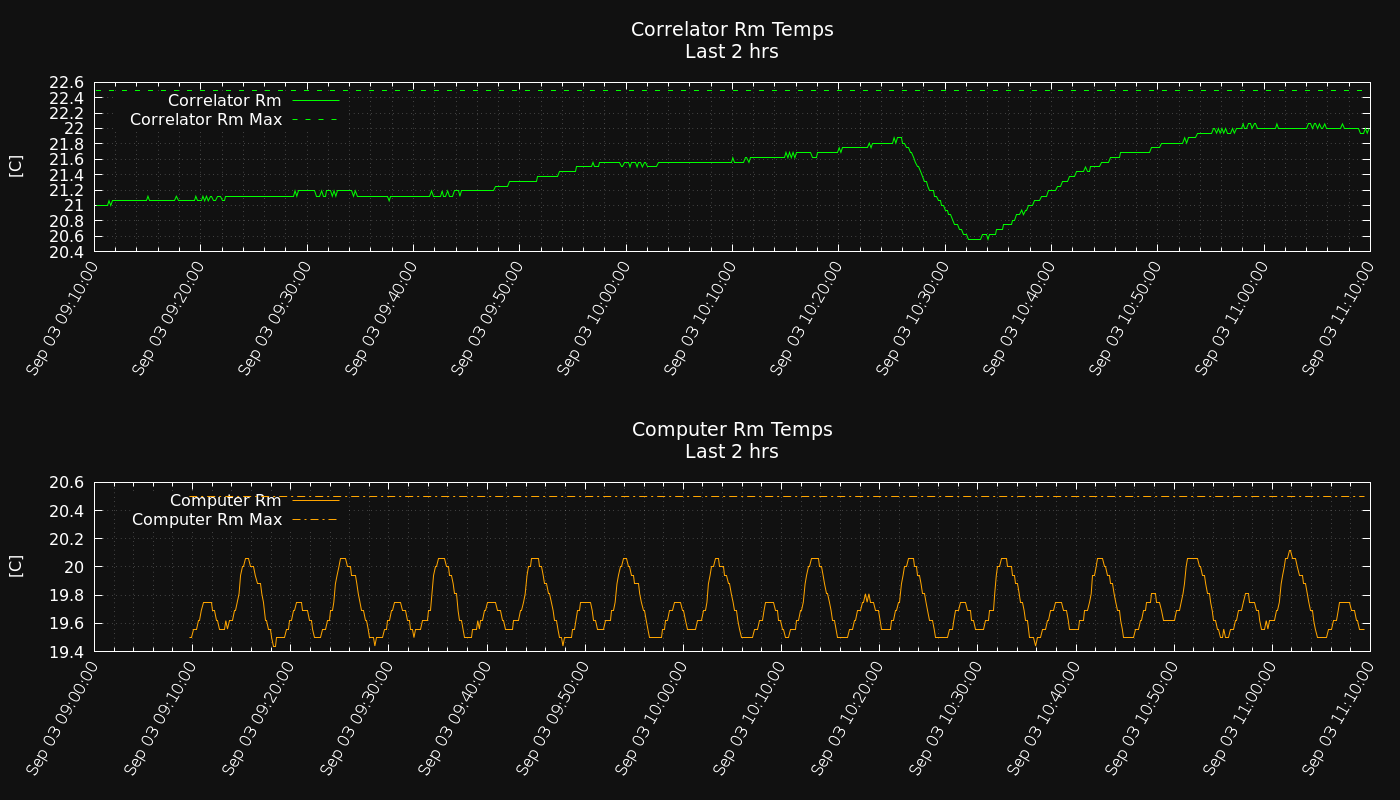 Correlator Rm Temps
Last 2 hrs
22.6
22.4
22.2
22
21.8
21.6
21.4
21.2
21
20.8
20.6
20.4
[C]
Correlator Rm
Correlator Rm Max
Sep 03 09:10:00
Sep 03 09:20:00
Sep 03 09:30:00
Sep 03 09:40:00
Sep 03 09:50:00
Sep 03 10:00:00
Sep 03 10:10:00
Sep 03 10:20:00
Sep 03 10:30:00
Sep 03 10:40:00
Sep 03 10:50:00
Sep 03 11:00:00
Sep 03 11:10:00
Computer Rm Temps
Last 2 hrs
20.6
20.4
20.2
20
19.8
19.6
19.4
[C]
Computer Rm
Computer Rm Max
Sep 03 09:00:00
Sep 03 09:10:00
Sep 03 09:20:00
Sep 03 09:30:00
Sep 03 09:40:00
Sep 03 09:50:00
Sep 03 10:00:00
Sep 03 10:10:00
Sep 03 10:20:00
Sep 03 10:30:00
Sep 03 10:40:00
Sep 03 10:50:00
Sep 03 11:00:00
Sep 03 11:10:00